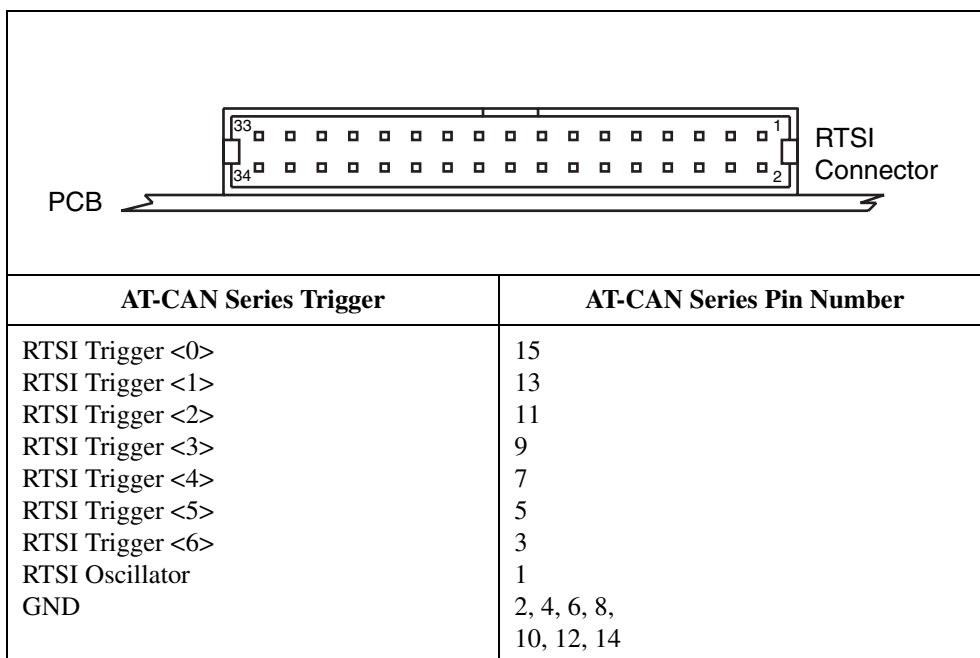 33
1
RTSI
Connector
34
2
PCB
AT-CAN Series Trigger AT-CAN Series Pin Number
RTSI Trigger <0> 15
RTSI Trigger <1> 13
RTSI Trigger <2> 11
RTSI Trigger <3> 9
RTSI Trigger <4> 7
RTSI Trigger <5> 5
RTSI Trigger <6> 3
RTSI Oscillator 1
GND 2, 4, 6, 8,
10, 12, 14